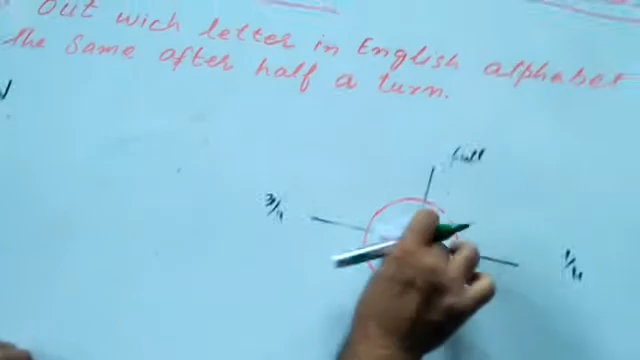 Out wich letter in English alphabet
the same after half a turn.
full
3/4
1/4